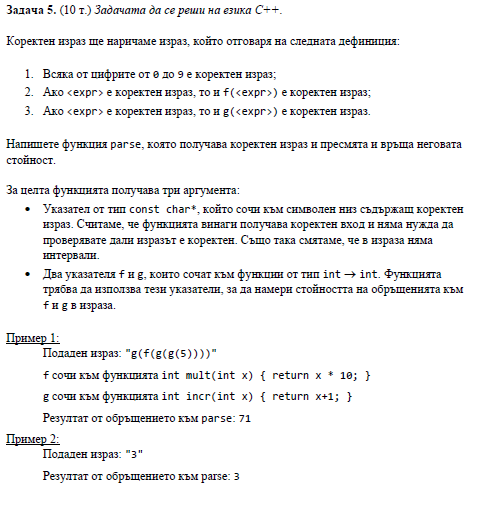 Задача 5. (10 т.) Задачата да се реши на езика C++.
Коректен израз ще наричаме израз, който отговаря на следната дефиниция:
1. Всяка от цифрите от 0 до 9 е коректен израз;
2. Ако <expr> е коректен израз, то и f(<expr>) е коректен израз;
3. Ако <expr> е коректен израз, то и g(<expr>) е коректен израз.
Напишете функция parse, която получава коректен израз и пресмята и връща неговата
стойност.
За целта функцията получава три аргумента:
• Указател от тип const char*, който сочи към символен низ съдържащ коректен
израз. Считаме, че функцията винаги получава коректен вход и няма нужда да
проверявате дали изразът е коректен. Също така смятаме, че в израза няма
интервали.
• Два указателя f и g, които сочат към функции от тип int → int. Функцията
трябва да използва тези указатели, за да намери стойността на обръщенията към
f и g в израза.
Пример 1:
Подаден израз: "g(f(g(g(5))))"
f сочи към функцията int mult(int x) { return x * 10; }
g сочи към функцията int incr(int x) { return x+1; }
Резултат от обръщението към parse: 71
Пример 2:
Подаден израз: "3"
Резултат от обръщението към parse: 3